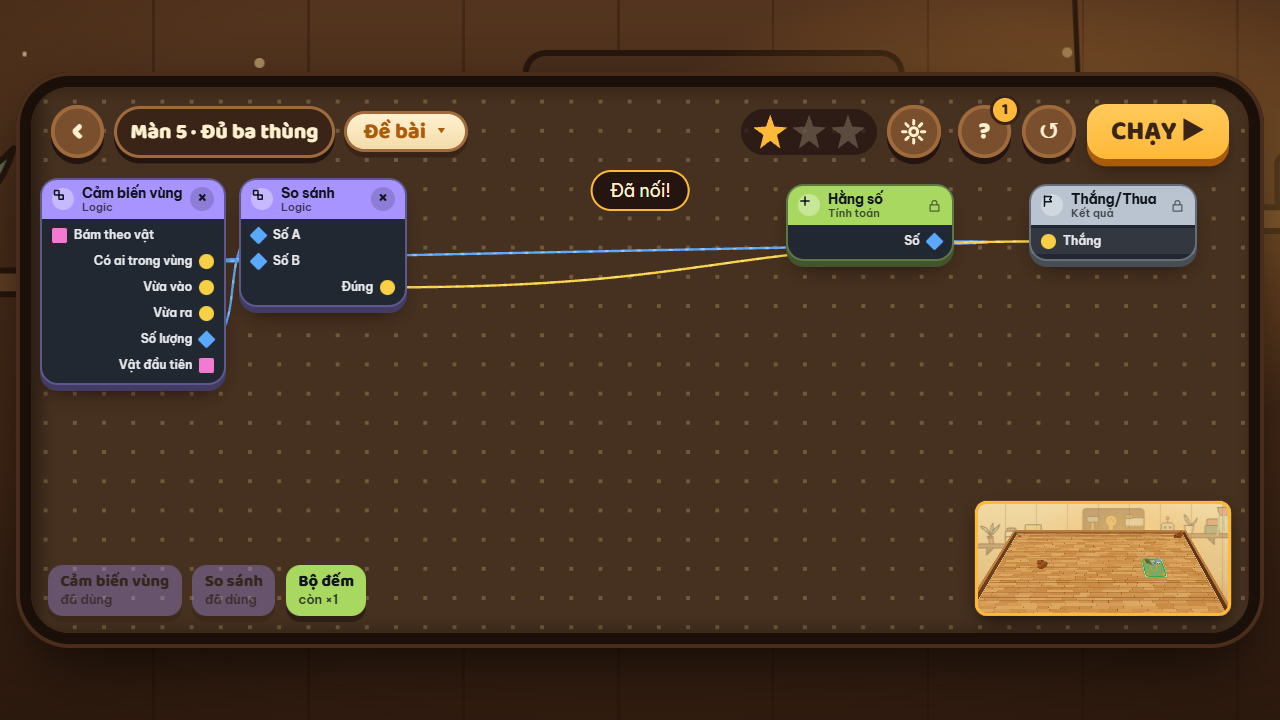 Màn 5 · Đủ ba thùng
Đề bài
?
1
CHẠY
Cảm biến vùng
Logic
Bám theo vật
Có ai trong vùng
Vừa vào
Vừa ra
Số lượng
Vật đầu tiên
So sánh
Logic
Số A
Số B
Đúng
Đã nối!
Hằng số
Tính toán
Số
Thắng/Thua
Kết quả
Thắng
Cảm biến vùng
đã dùng
So sánh
đã dùng
Bộ đếm
còn ×1